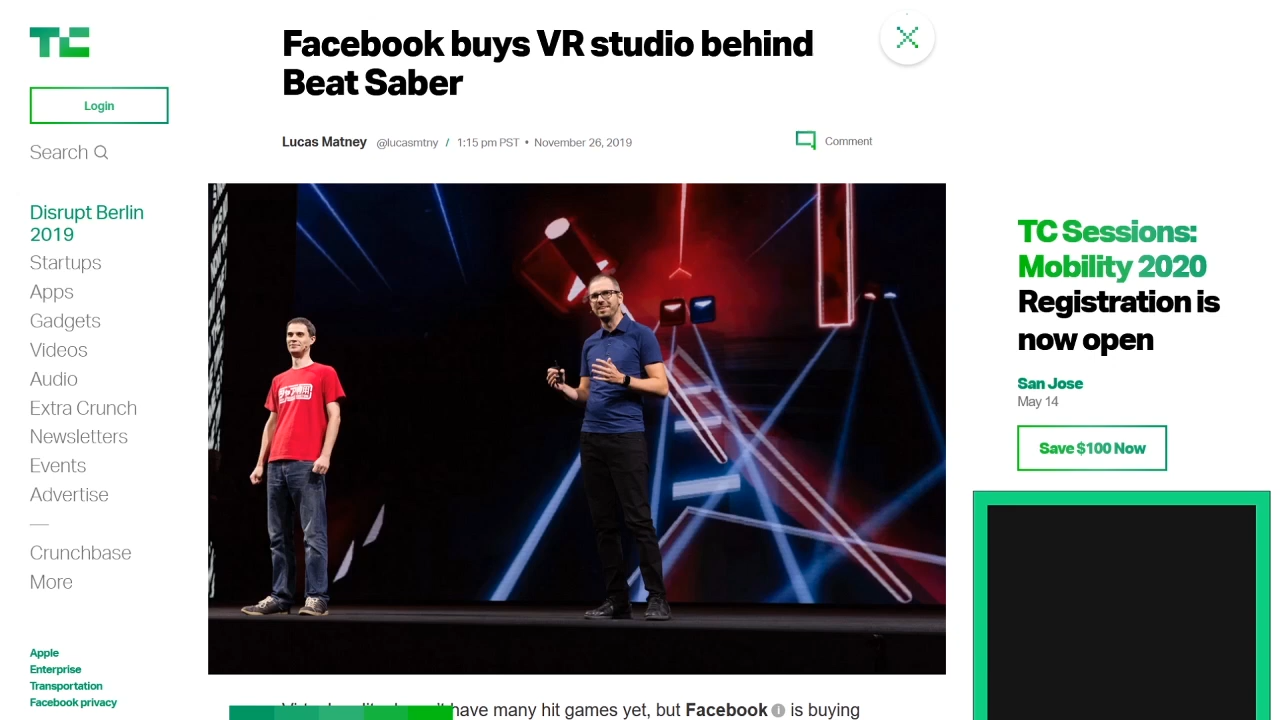 TC
Login
Search
Disrupt Berlin
2019
Startups
Apps
Gadgets
Videos
Audio
Extra Crunch
Newsletters
Events
Advertise
—
Crunchbase
More
Apple
Enterprise
Transportation
Facebook privacy
Facebook buys VR studio behind
Beat Saber
Lucas Matney @lucasmtny / 1:15 pm PST • November 26, 2019
Comment
have many hit games yet, but Facebook is buying
TC Sessions:
Mobility 2020
Registration is
now open
San Jose
May 14
Save $100 Now